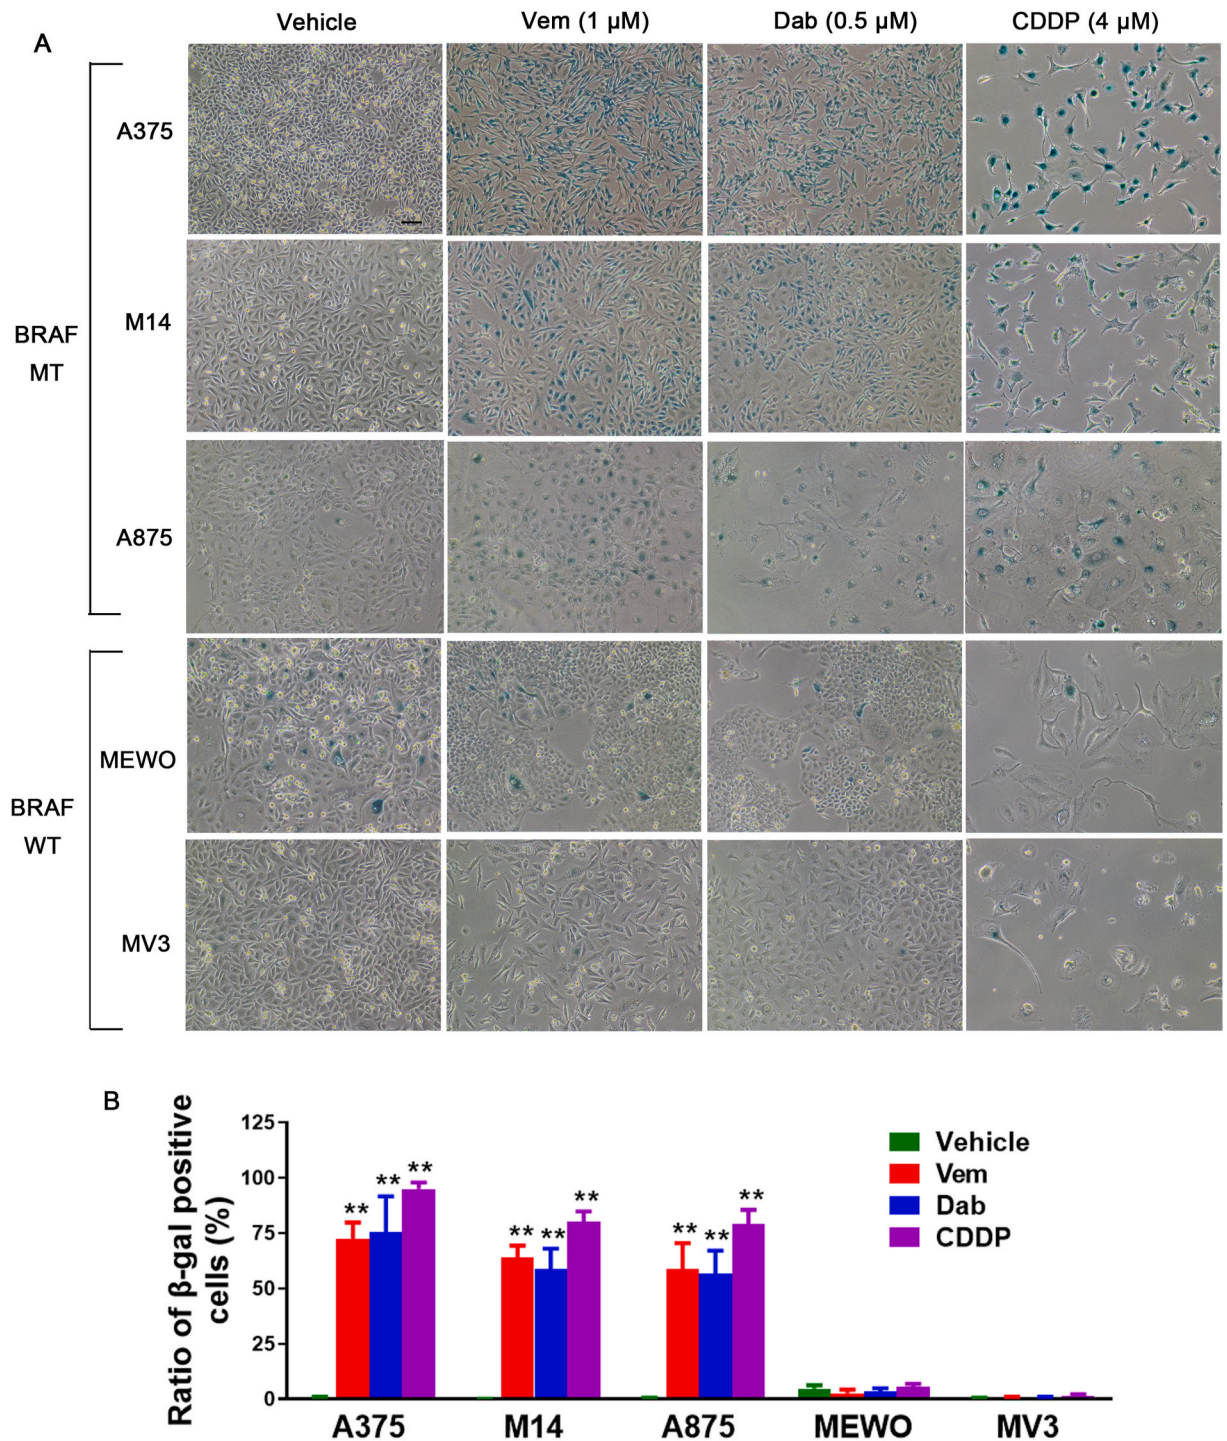 A
Vehicle
Vem (1 µM)
Dab (0.5 µM)
CDDP (4 µM)
A375
M14
BRAF
MT
A875
MEWO
BRAF
WT
MV3
B
Ratio of β-gal positive
cells (%)
125
100
75
50
25
0
** ** **
** ** **
** ** **
Vehicle
Vem
Dab
CDDP
A375 M14 A875 MEWO MV3